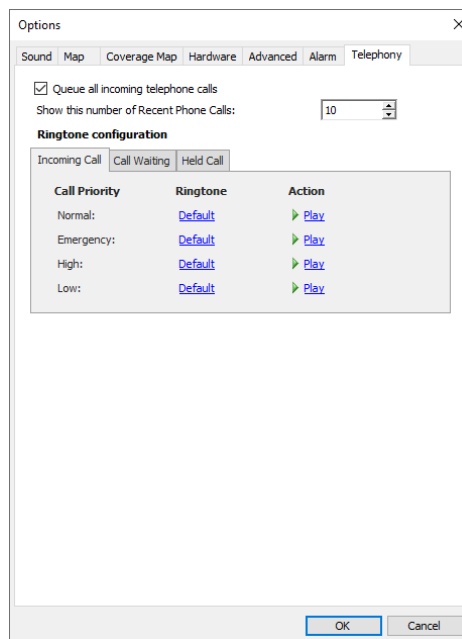 Options
Sound Map Coverage Map Hardware Advanced Alarm Telephony
Queue all incoming telephone calls
Show this number of Recent Phone Calls: 10
Ringtone configuration
Incoming Call Call Waiting Held Call
Call Priority Ringtone Action
Normal: Default Play
Emergency: Default Play
High: Default Play
Low: Default Play
OK Cancel